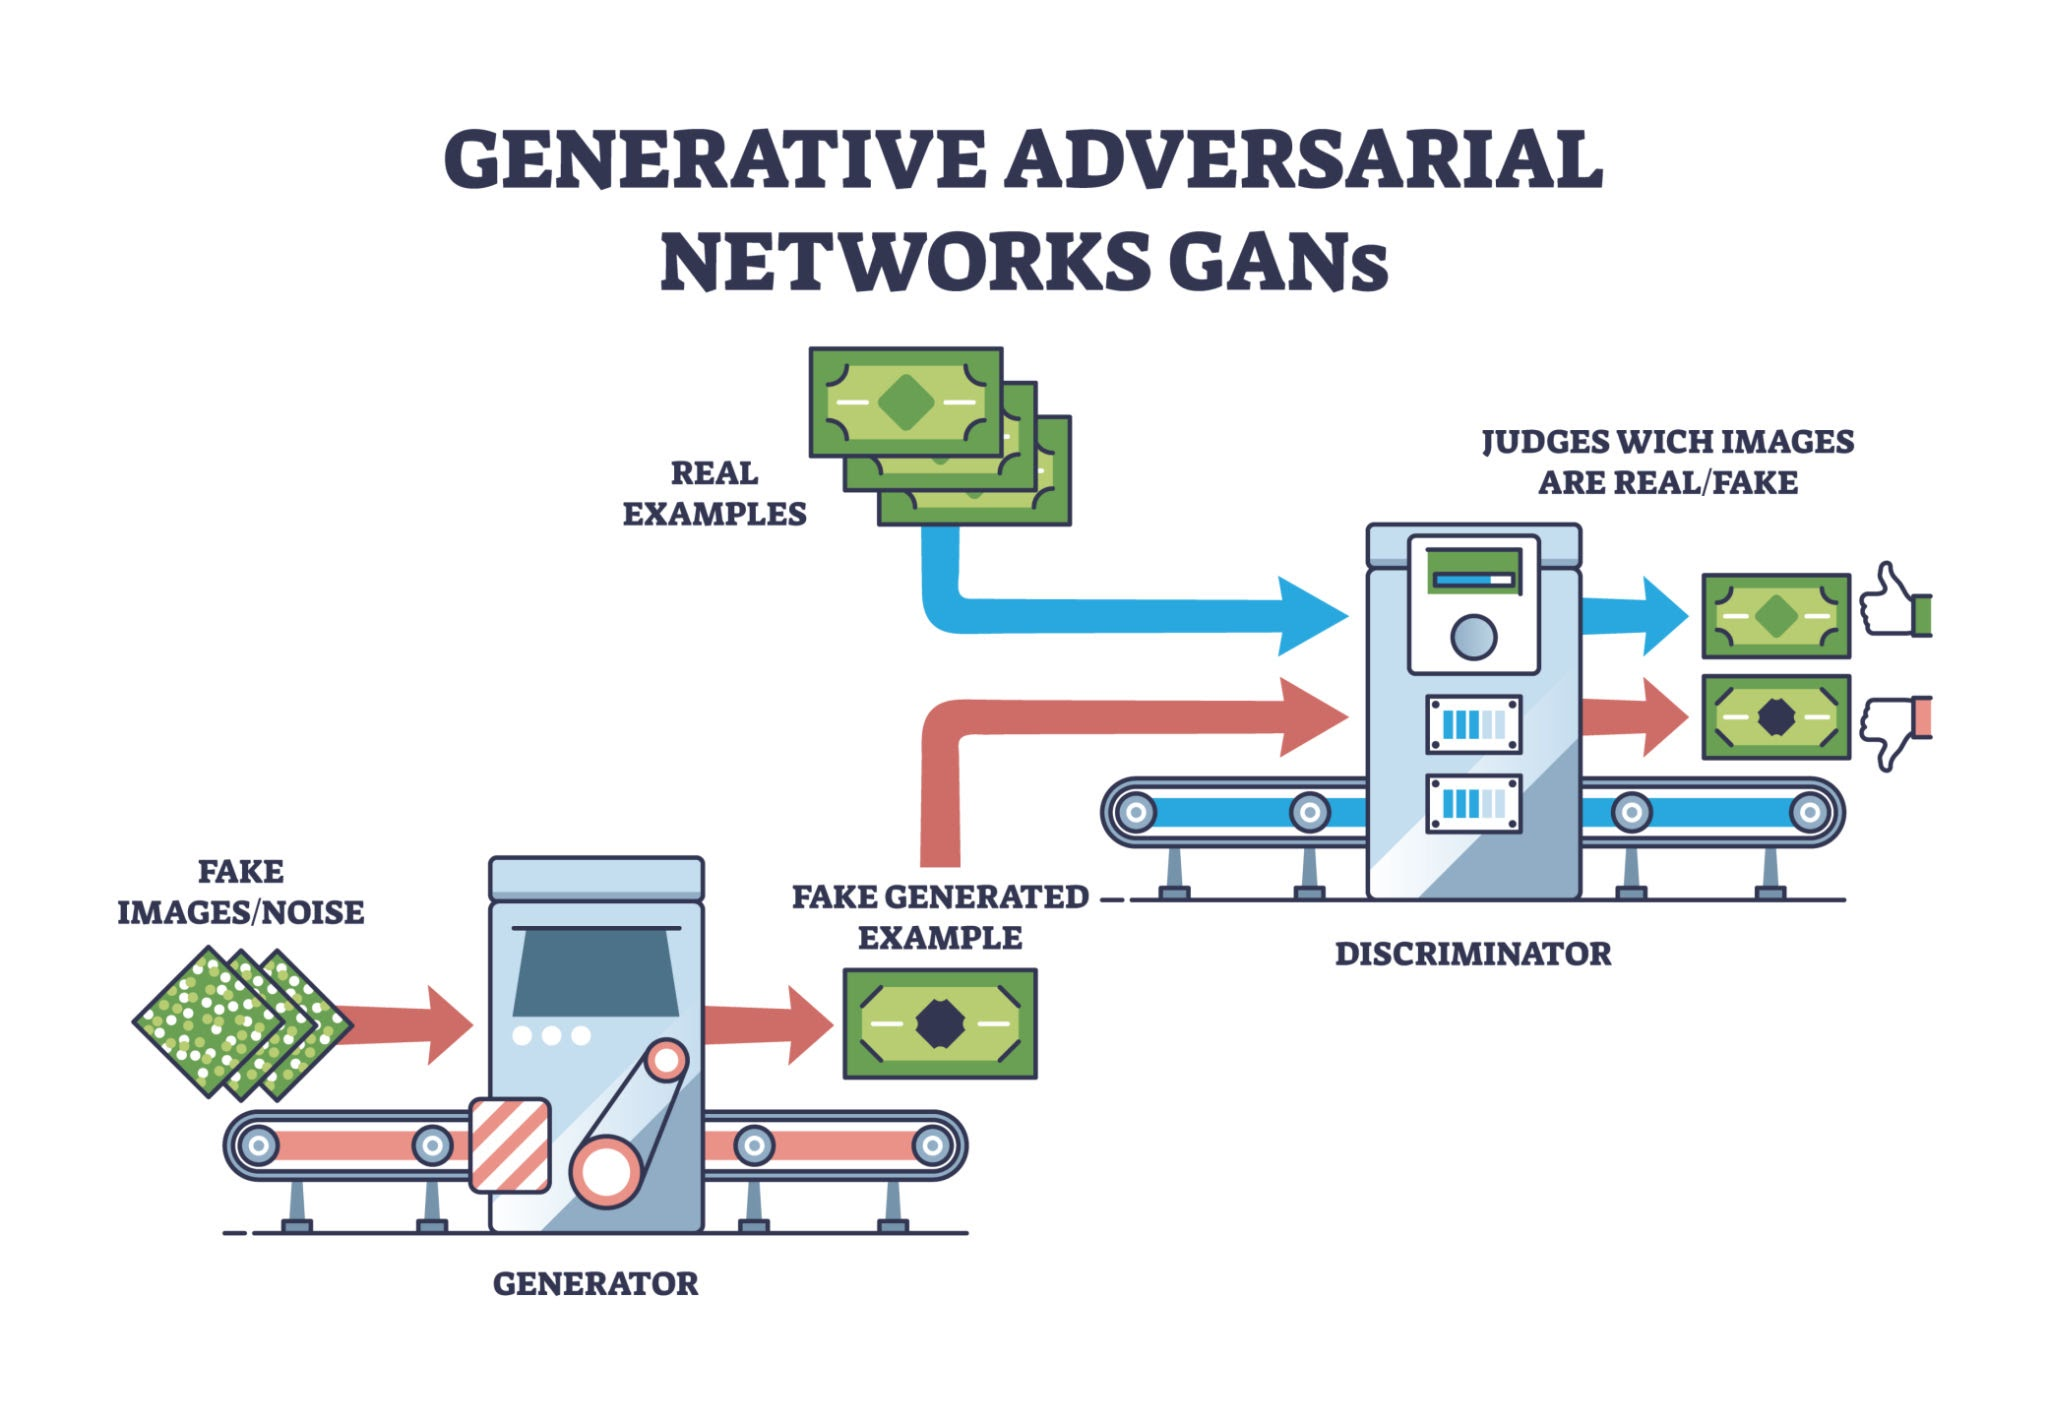 GENERATIVE ADVERSARIAL
NETWORKS GANs
REAL
EXAMPLES
JUDGES WICH IMAGES
ARE REAL/FAKE
FAKE
IMAGES/NOISE
FAKE GENERATED
EXAMPLE
DISCRIMINATOR
GENERATOR